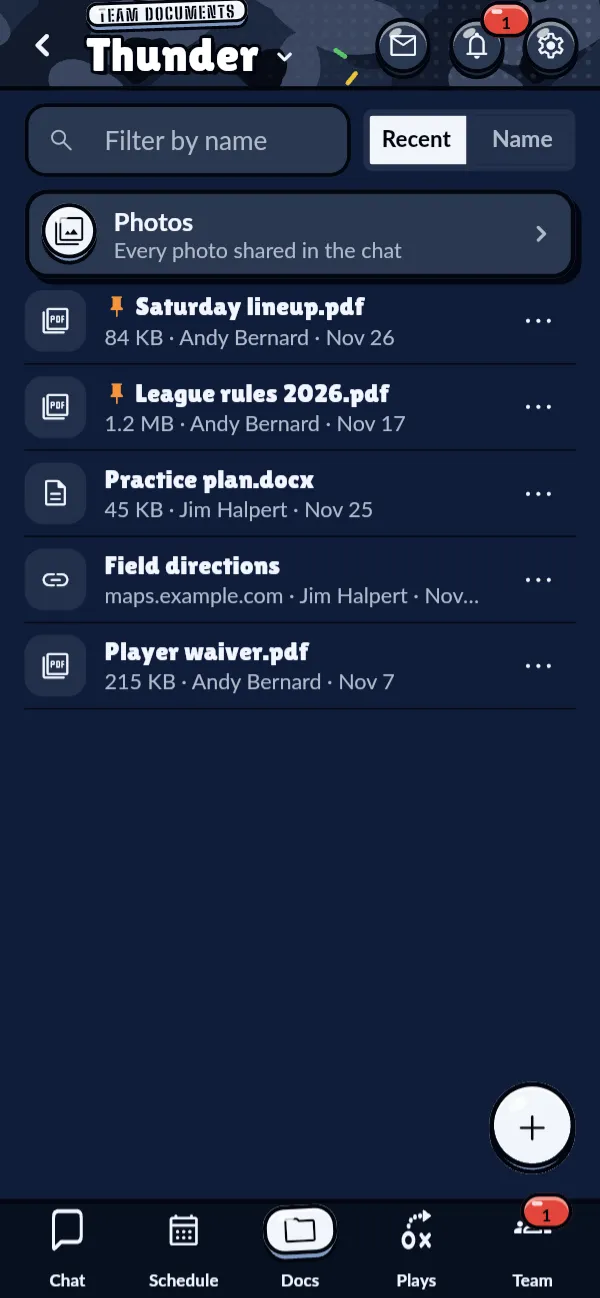 TEAM DOCUMENTS
Thunder
1
Filter by name
Recent
Name
Photos
Every photo shared in the chat
PDF
Saturday lineup.pdf
84 KB · Andy Bernard · Nov 26
PDF
League rules 2026.pdf
1.2 MB · Andy Bernard · Nov 17
Practice plan.docx
45 KB · Jim Halpert · Nov 25
Field directions
maps.example.com · Jim Halpert · Nov...
PDF
Player waiver.pdf
215 KB · Andy Bernard · Nov 7
1
Chat
Schedule
Docs
Plays
Team